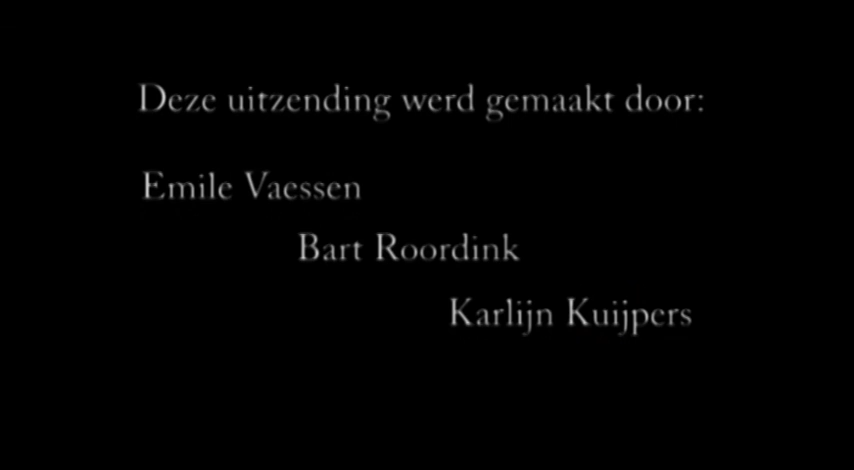 Deze uitzending werd gemaakt door:
Emile Vaessen
Bart Roordink
Karlijn Kuijpers